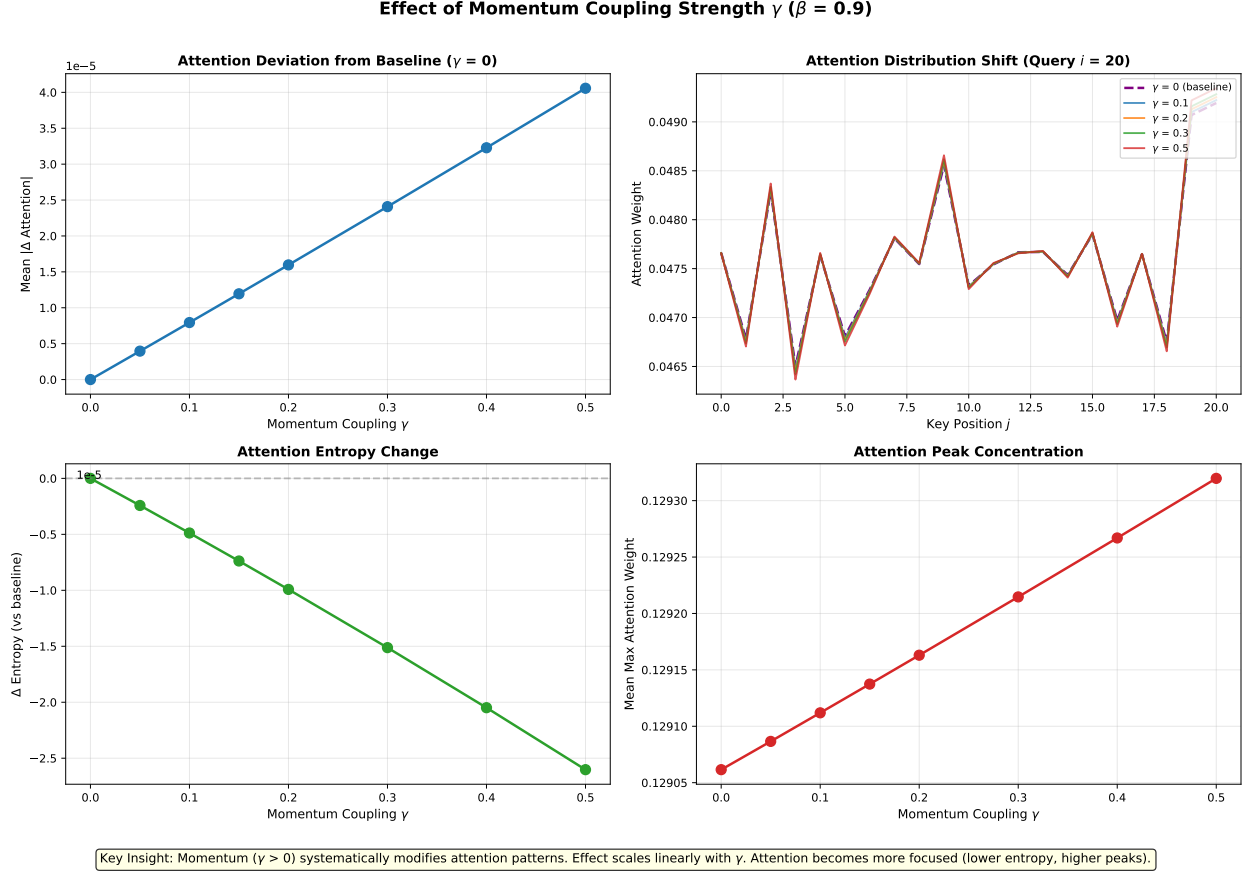 Effect of Momentum Coupling Strength γ (β = 0.9)
Attention Deviation from Baseline (γ = 0)
1e−5
4.0
3.5
3.0
2.5
2.0
1.5
1.0
0.5
0.0
Mean |Δ Attention|
0.0 0.1 0.2 0.3 0.4 0.5
Momentum Coupling γ
Attention Distribution Shift (Query i = 20)
γ = 0 (baseline)
γ = 0.1
γ = 0.2
γ = 0.3
γ = 0.5
0.0490
0.0485
0.0480
0.0475
0.0470
0.0465
Attention Weight
0.0 2.5 5.0 7.5 10.0 12.5 15.0 17.5 20.0
Key Position j
Attention Entropy Change
1e−5
0.0
−0.5
−1.0
−1.5
−2.0
−2.5
Δ Entropy (vs baseline)
0.0 0.1 0.2 0.3 0.4 0.5
Momentum Coupling γ
Attention Peak Concentration
0.12930
0.12925
0.12920
0.12915
0.12910
0.12905
Mean Max Attention Weight
0.0 0.1 0.2 0.3 0.4 0.5
Momentum Coupling γ
Key Insight: Momentum (γ > 0) systematically modifies attention patterns. Effect scales linearly with γ. Attention becomes more focused (lower entropy, higher peaks).